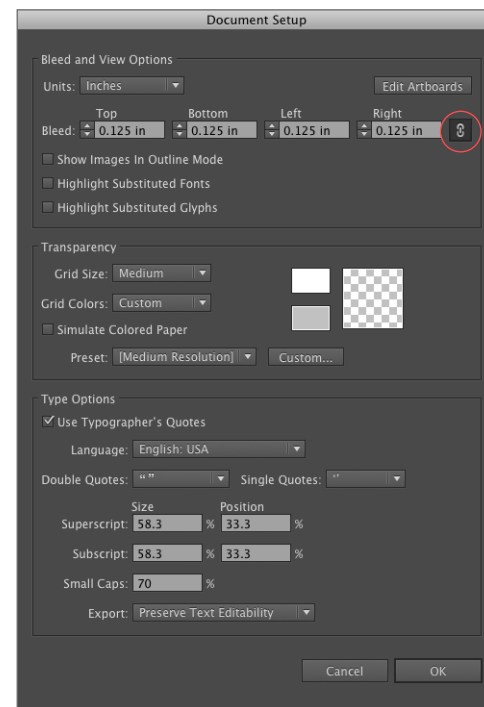 Document Setup
Bleed and View Options
Units: Inches Edit Artboards
Top Bottom Left Right
Bleed: 0.125 in 0.125 in 0.125 in 0.125 in
Show Images In Outline Mode
Highlight Substituted Fonts
Highlight Substituted Glyphs
Transparency
Grid Size: Medium
Grid Colors: Custom
Simulate Colored Paper
Preset: [Medium Resolution] Custom...
Type Options
Use Typographer's Quotes
Language: English: USA
Double Quotes: “ ” Single Quotes: ‘ ’
Size Position
Superscript: 58.3 % 33.3 %
Subscript: 58.3 % 33.3 %
Small Caps: 70 %
Export: Preserve Text Editability
Cancel OK